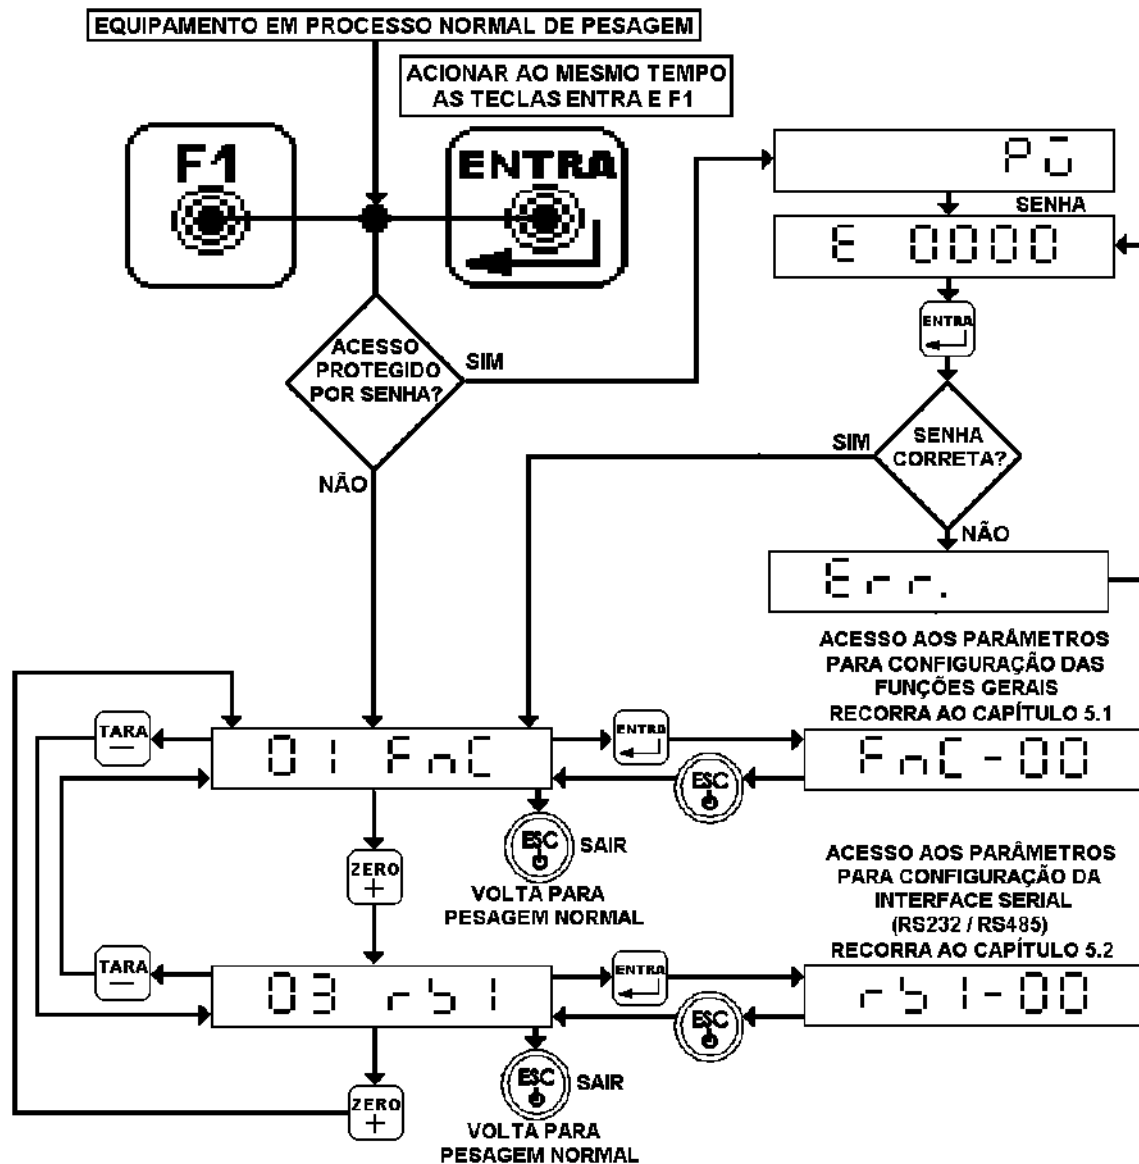 EQUIPAMENTO EM PROCESSO NORMAL DE PESAGEM
ACIONAR AO MESMO TEMPO
AS TECLAS ENTRA E F1
F1
ENTRA
SENHA
E 0000
ENTRA
ACESSO
PROTEGIDO
POR SENHA?
SIM
NÃO
SENHA
CORRETA?
SIM
NÃO
Err.
ACESSO AOS PARÂMETROS
PARA CONFIGURAÇÃO DAS
FUNÇÕES GERAIS
RECORRA AO CAPÍTULO 5.1
TARA
–
01 FnC
ENTRA
ESC
FnC-00
ESC
SAIR
VOLTA PARA
PESAGEM NORMAL
ZERO
+
ACESSO AOS PARÂMETROS
PARA CONFIGURAÇÃO DA
INTERFACE SERIAL
(RS232 / RS485)
RECORRA AO CAPÍTULO 5.2
TARA
–
03 rS1
ENTRA
ESC
rS1-00
ESC
SAIR
VOLTA PARA
PESAGEM NORMAL
ZERO
+